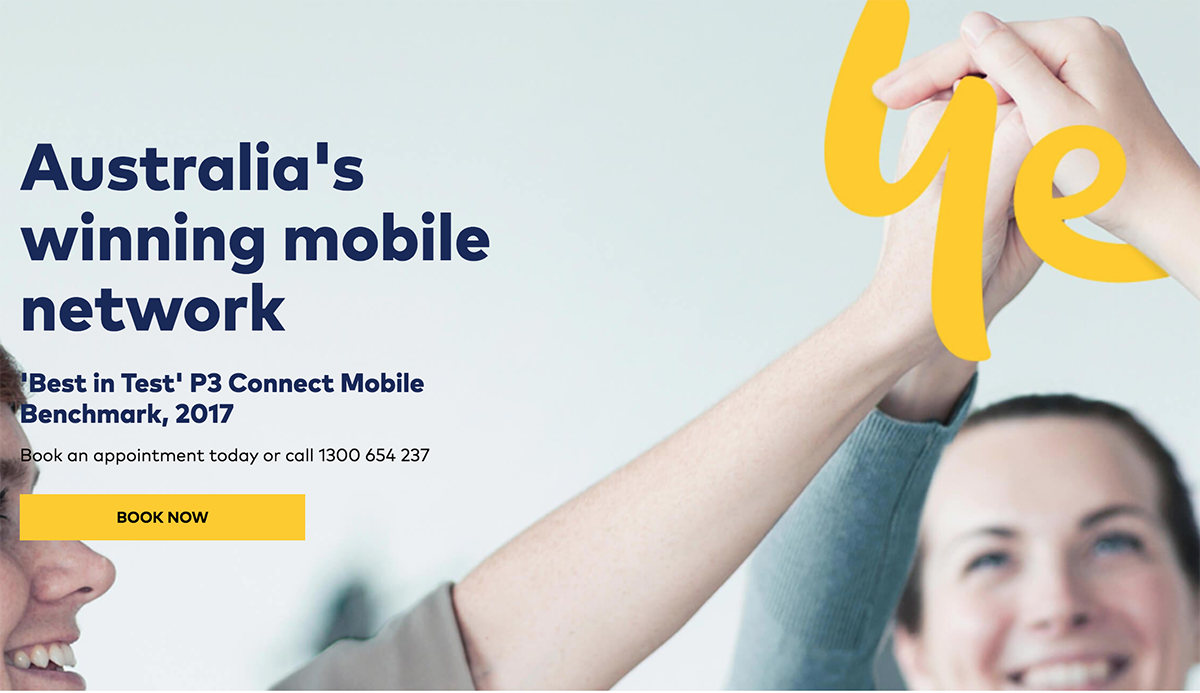 ye
Australia's
winning mobile
network
'Best in Test' P3 Connect Mobile
Benchmark, 2017
Book an appointment today or call 1300 654 237
BOOK NOW